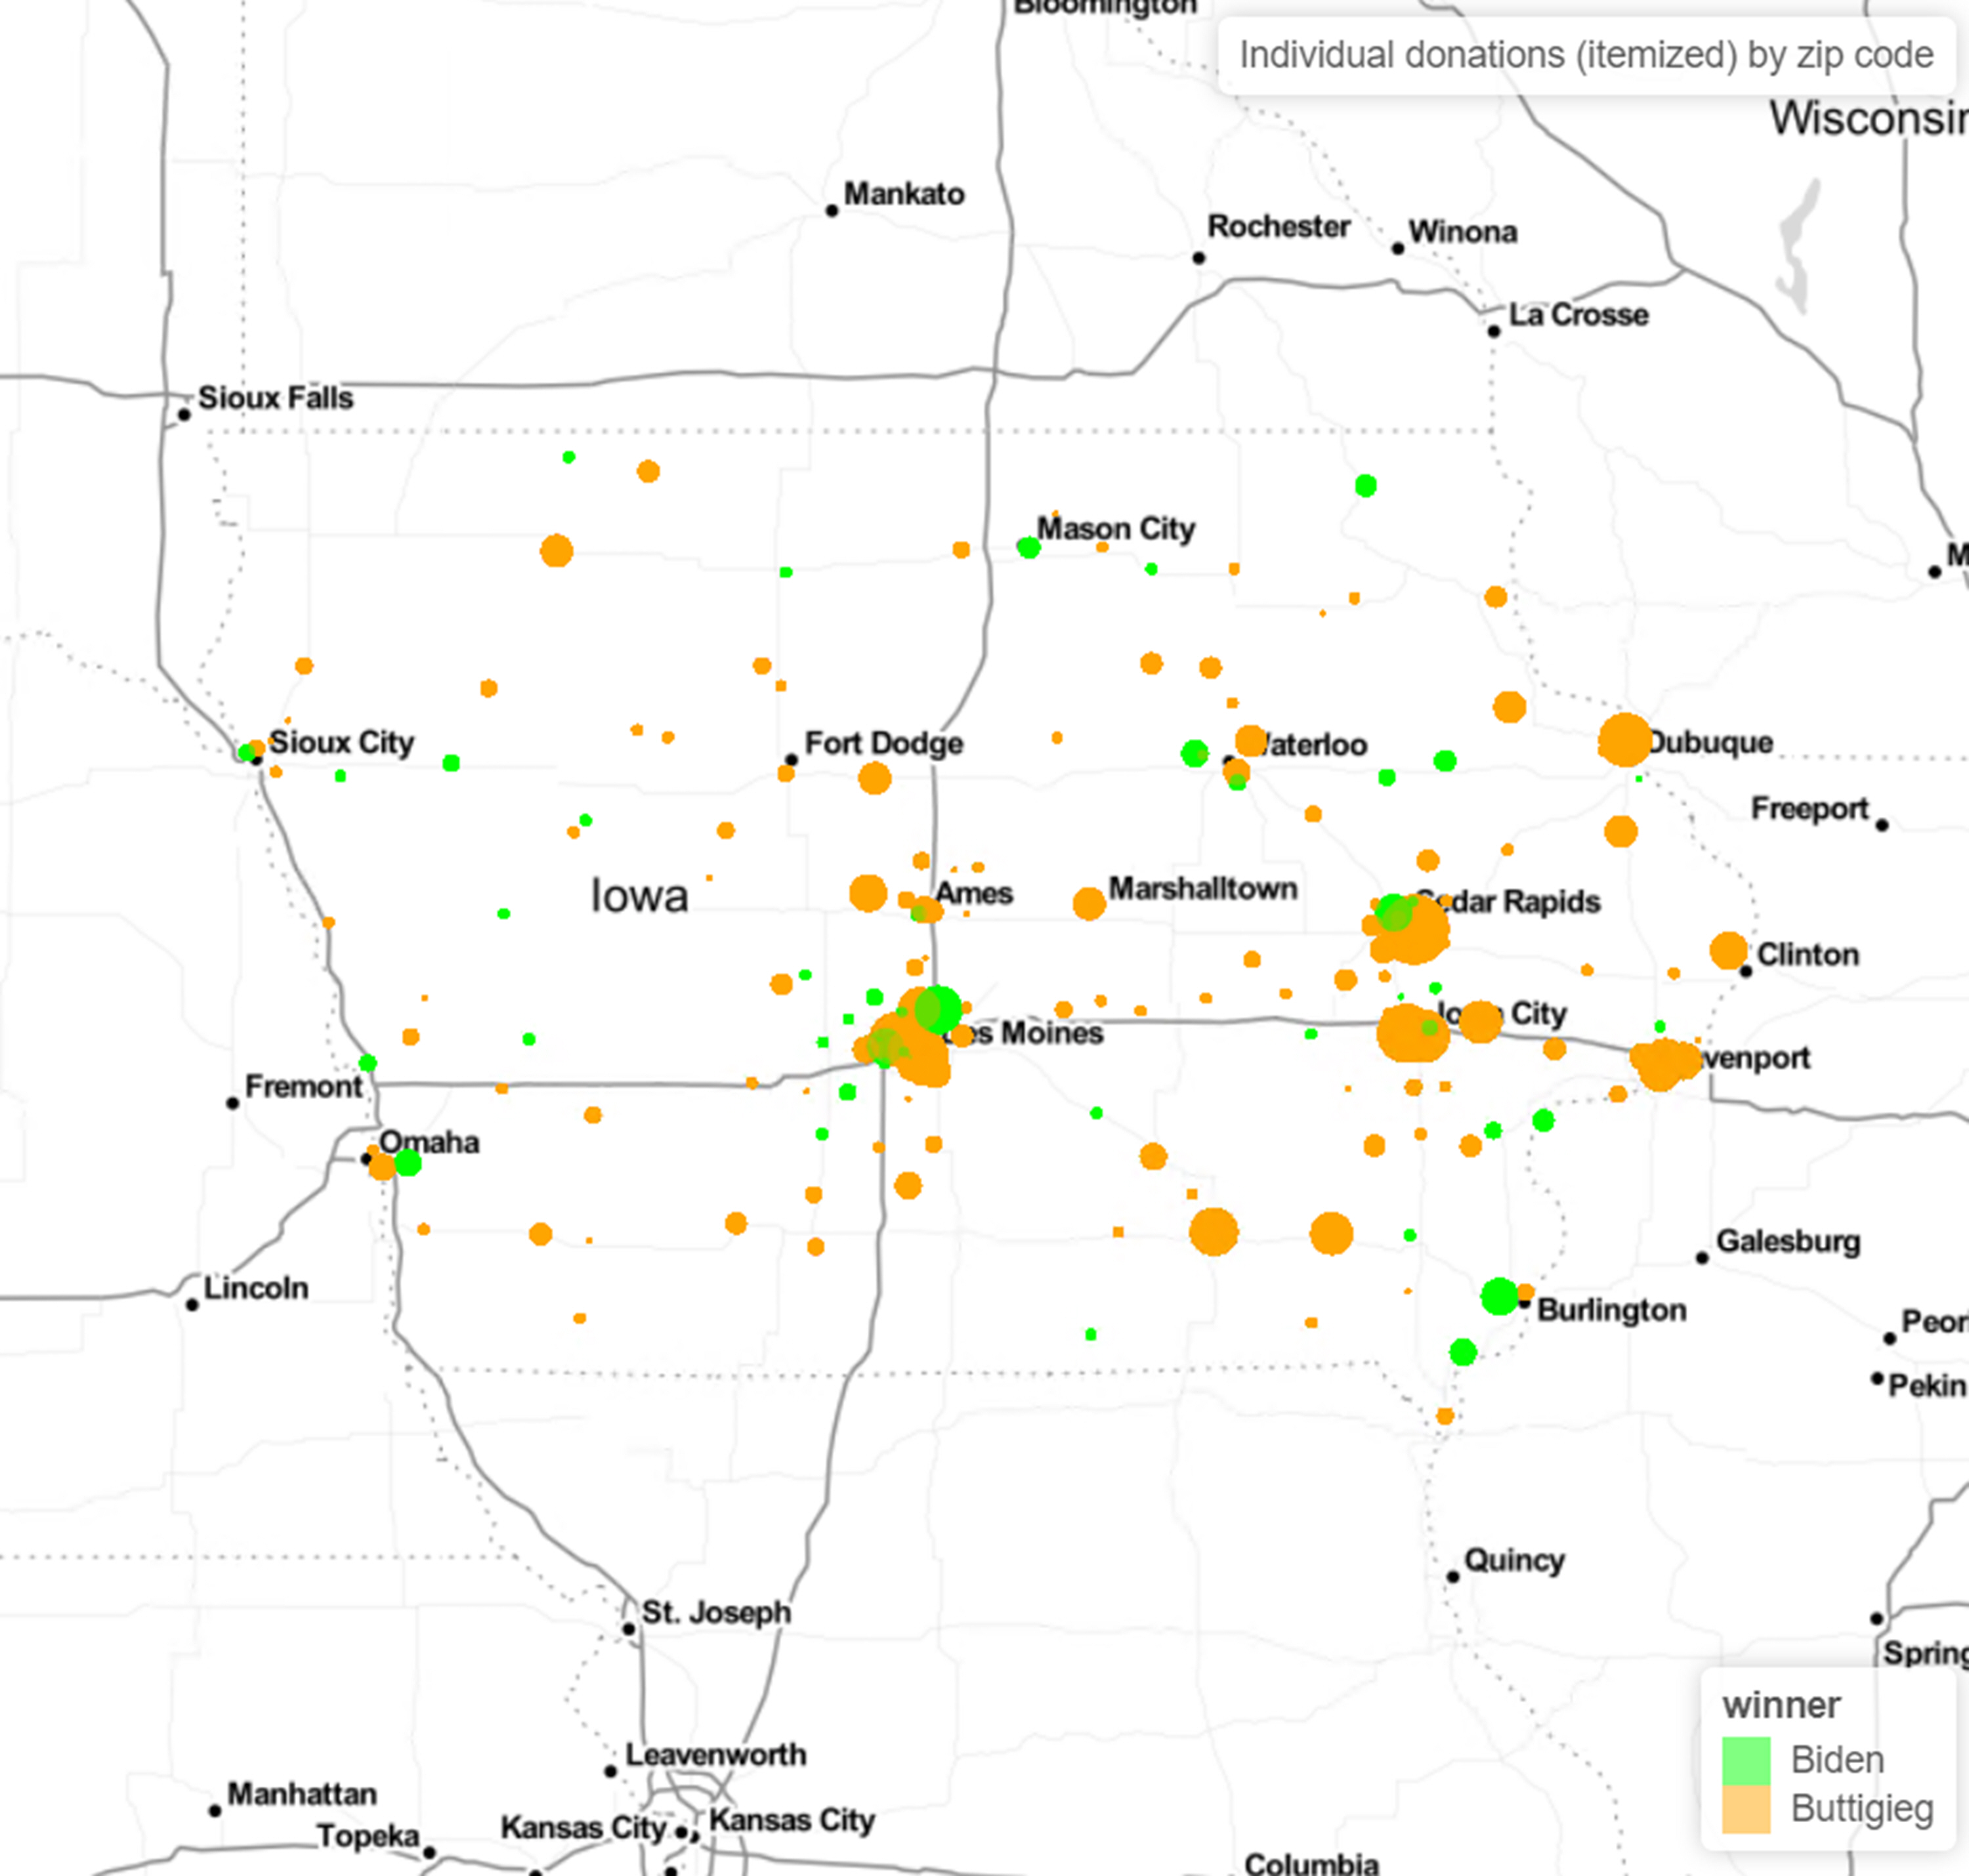 Bloomington
Individual donations (itemized) by zip code
Wisconsin
Mankato
Rochester
Winona
La Crosse
Sioux Falls
Mason City
M
Sioux City
Fort Dodge
Waterloo
Dubuque
Freeport
Iowa
Ames
Marshalltown
Cedar Rapids
Clinton
Iowa City
Des Moines
Davenport
Fremont
Omaha
Galesburg
Lincoln
Burlington
Peor
Pekin
Quincy
St. Joseph
Spring
winner
Biden
Buttigieg
Leavenworth
Manhattan
Kansas City
Kansas City
Topeka
Columbia